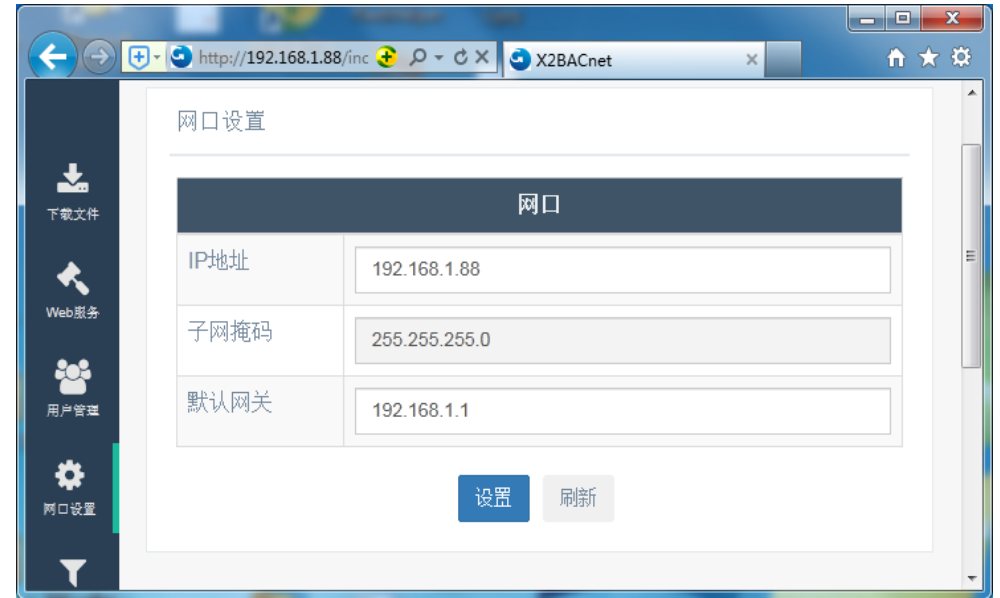 http://192.168.1.88/inc
X2BACnet
网口设置
下载文件
Web服务
用户管理
网口设置
网口
IP地址
192.168.1.88
子网掩码
255.255.255.0
默认网关
192.168.1.1
设置
刷新